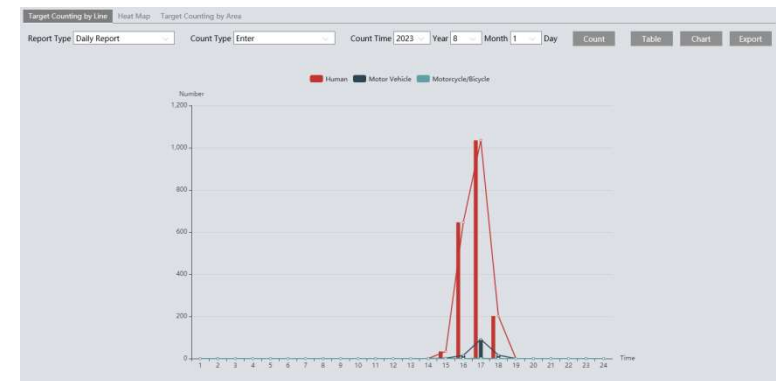 Target Counting by Line Heat Map Target Counting by Area
Report Type Daily Report Count Type Enter Count Time 2023 Year 8 Month 1 Day Count Table Chart Export
Human Motor Vehicle Motorcycle/Bicycle
Number
1,200
1,000
800
600
400
200
0
1 2 3 4 5 6 7 8 9 10 11 12 13 14 15 16 17 18 19 20 21 22 23 24 Time